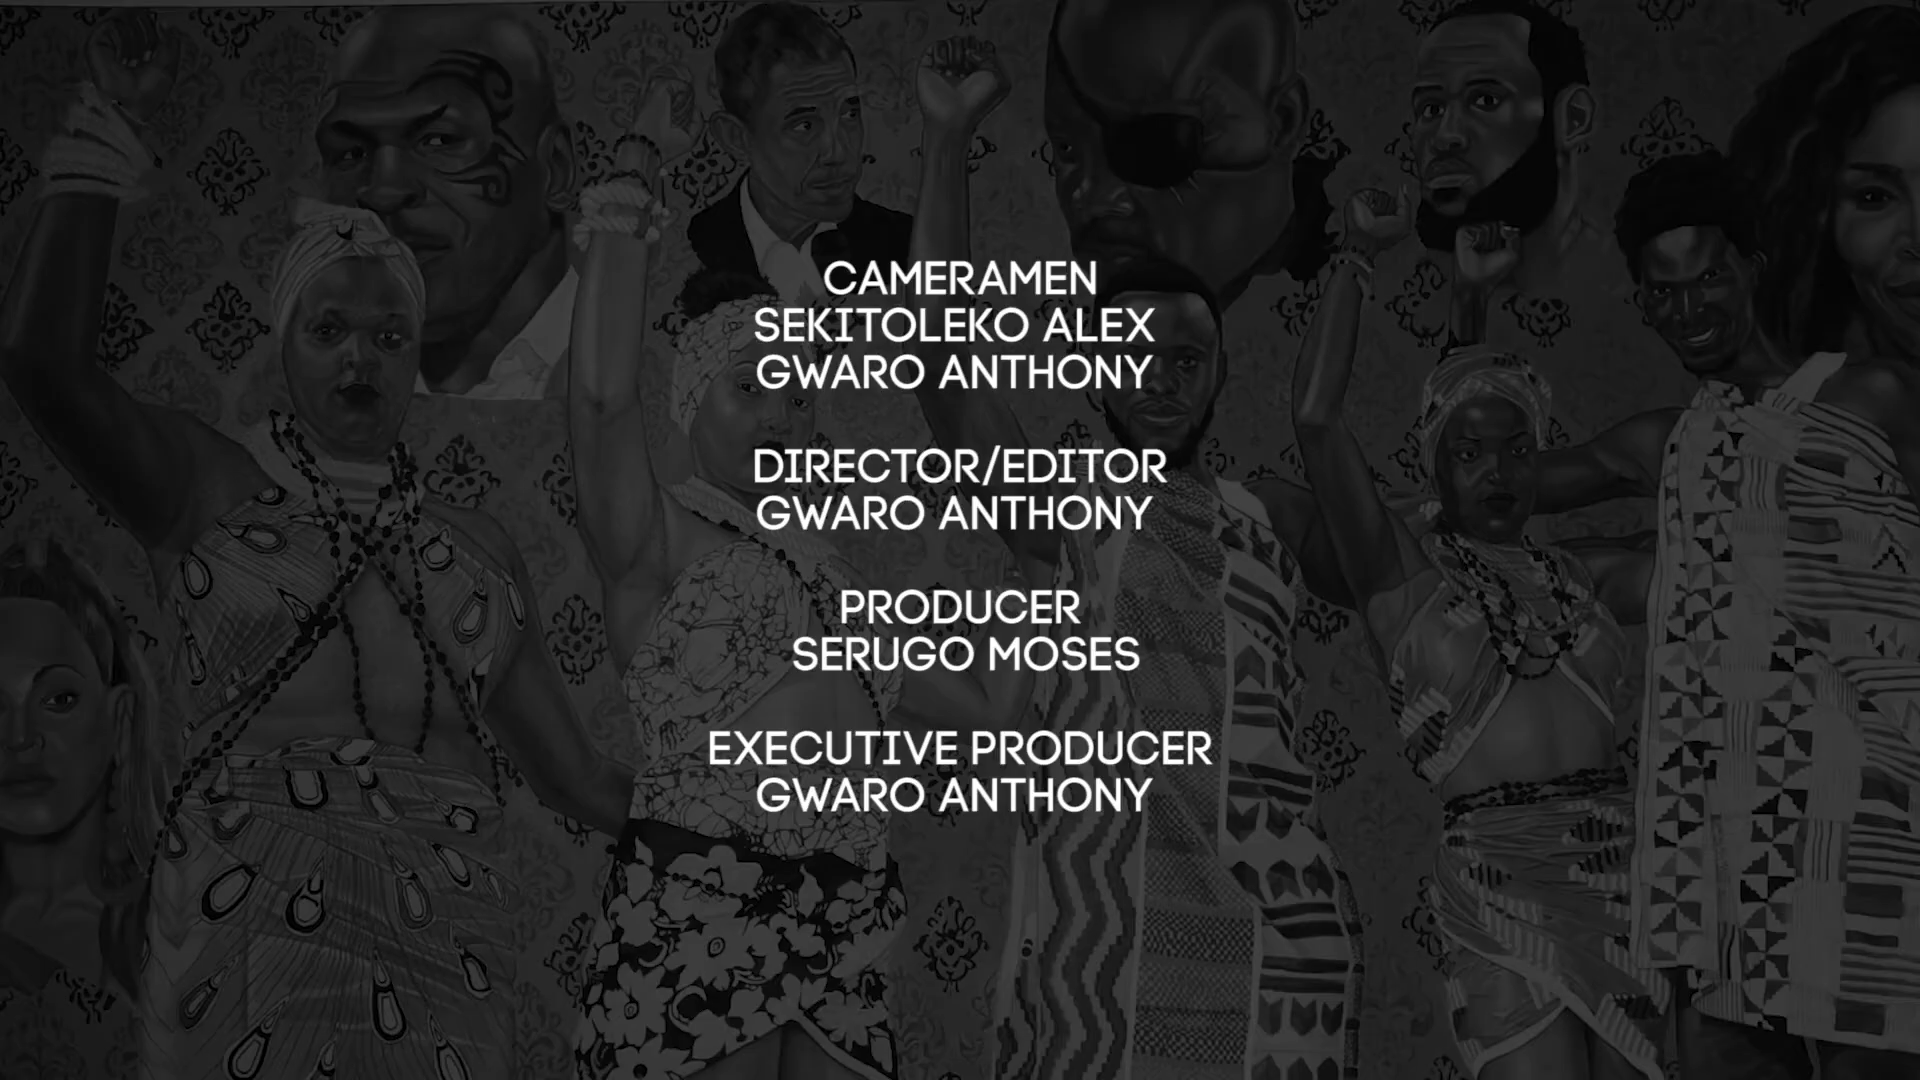 CAMERAMEN
SEKITOLEKO ALEX
GWARO ANTHONY
DIRECTOR/EDITOR
GWARO ANTHONY
PRODUCER
SERUGO MOSES
EXECUTIVE PRODUCER
GWARO ANTHONY